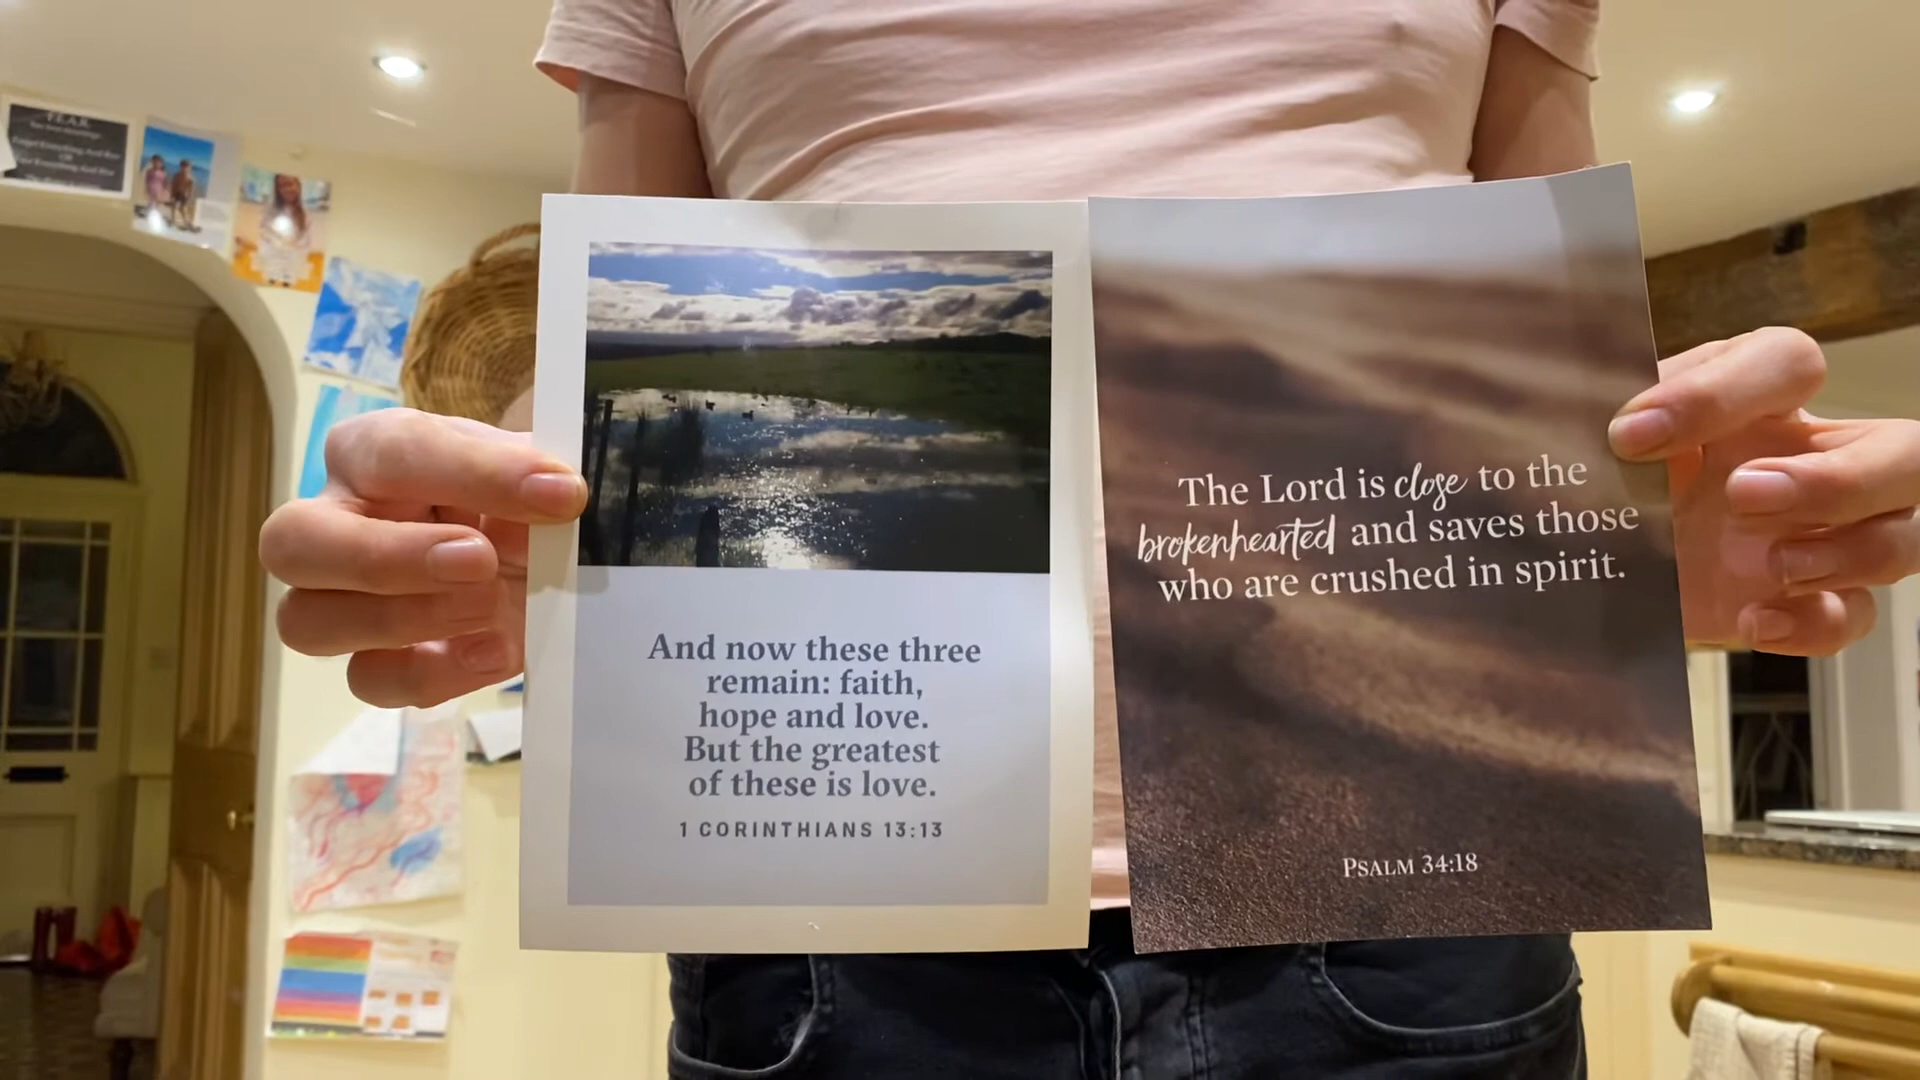 F.E.A.R.
And now these three
remain: faith,
hope and love.
But the greatest
of these is love.
1 CORINTHIANS 13:13
The Lord is close to the
brokenhearted and saves those
who are crushed in spirit.
PSALM 34:18